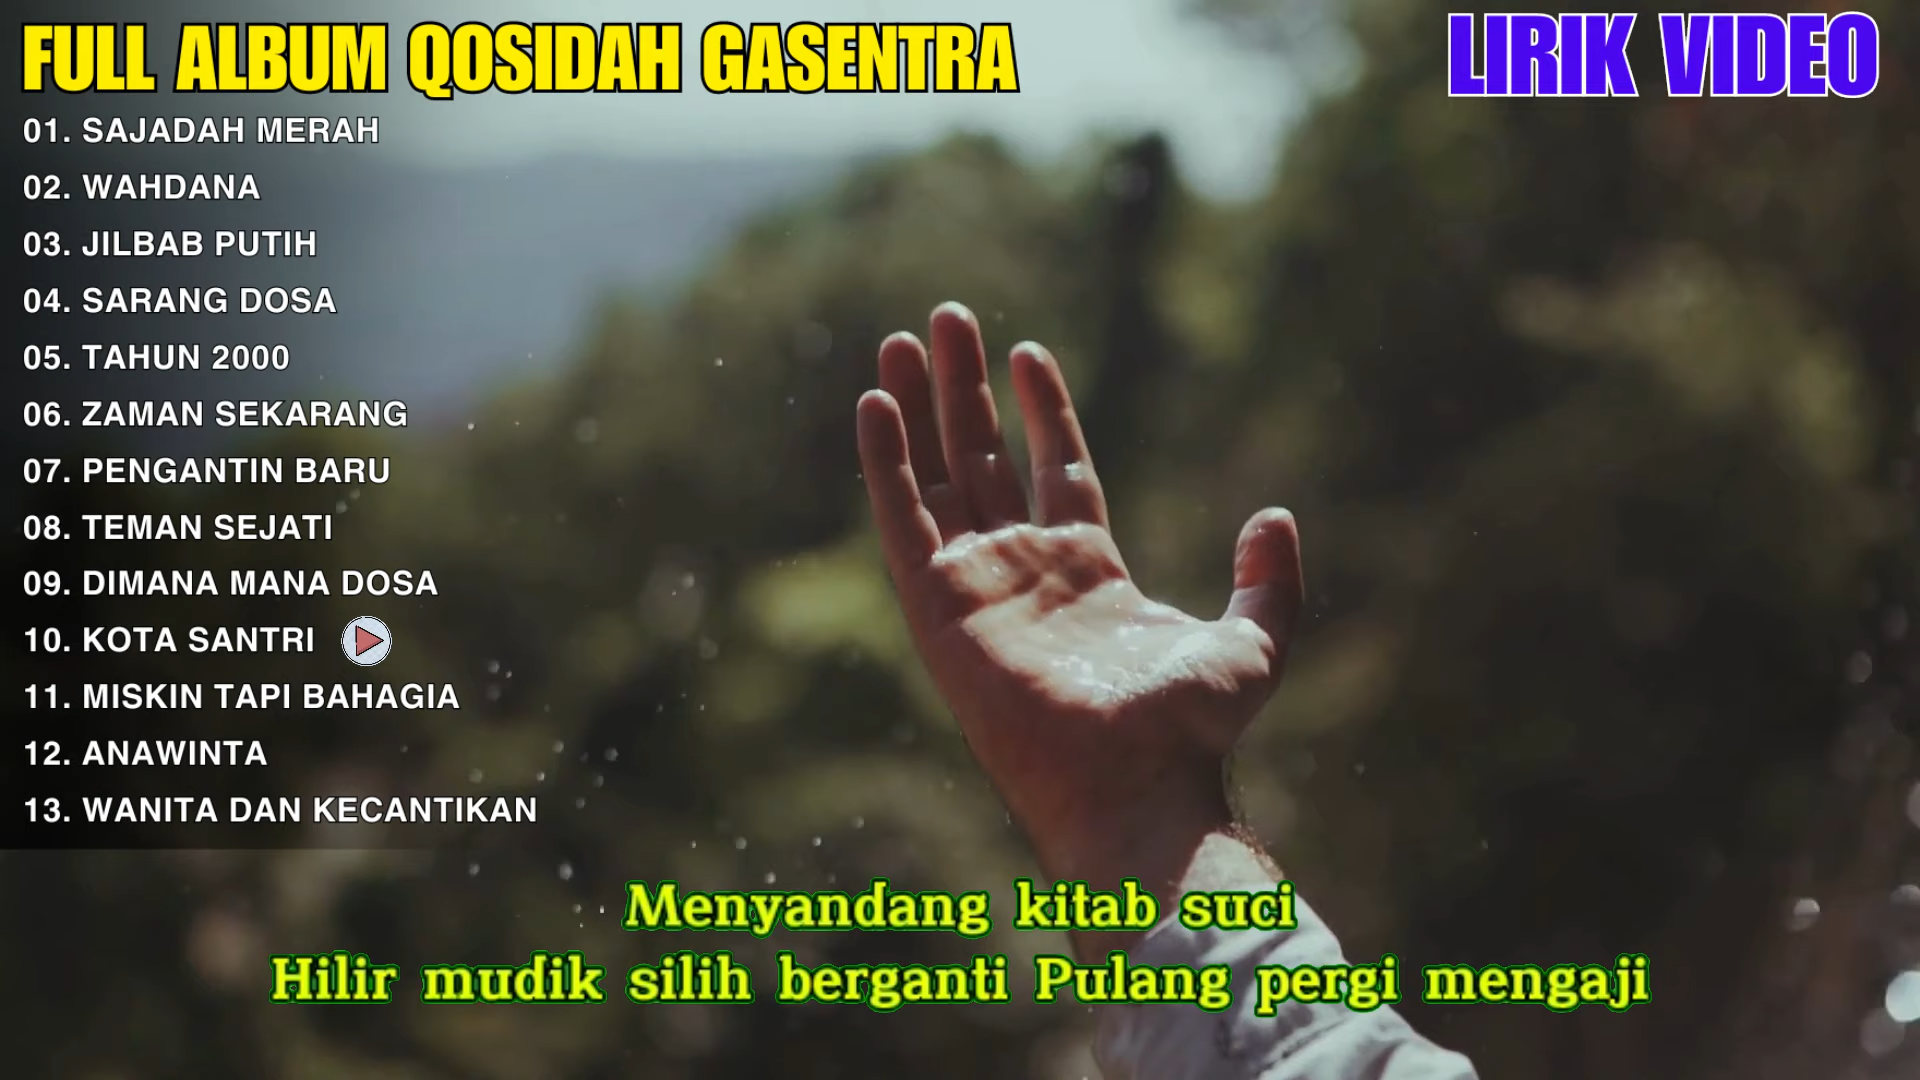 FULL ALBUM QOSIDAH GASENTRA
LIRIK VIDEO
01. SAJADAH MERAH
02. WAHDANA
03. JILBAB PUTIH
04. SARANG DOSA
05. TAHUN 2000
06. ZAMAN SEKARANG
07. PENGANTIN BARU
08. TEMAN SEJATI
09. DIMANA MANA DOSA
10. KOTA SANTRI
11. MISKIN TAPI BAHAGIA
12. ANAWINTA
13. WANITA DAN KECANTIKAN
Menyandang kitab suci
Hilir mudik silih berganti Pulang pergi mengaji